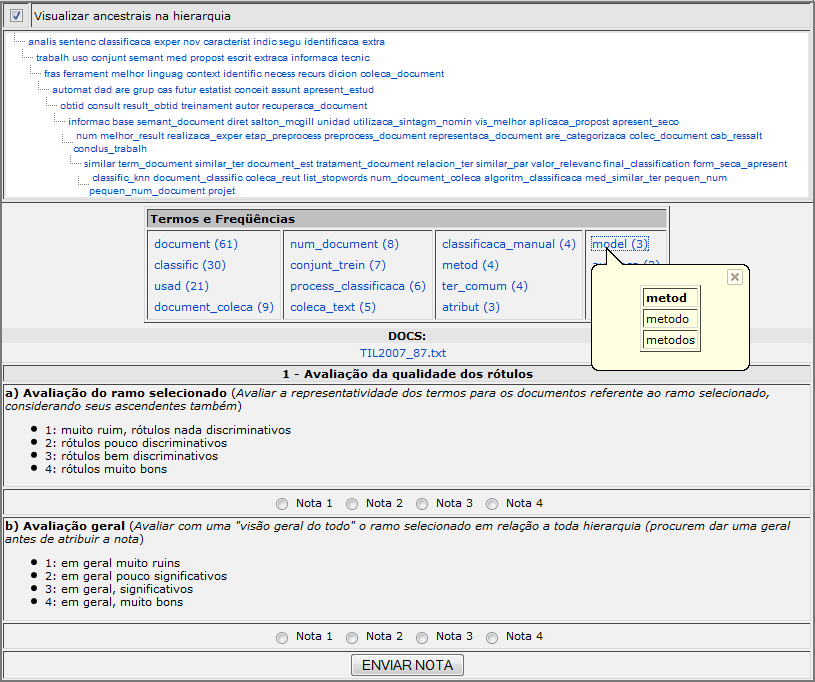 Visualizar ancestrais na hierarquia
analis sentenc classificaca exper nov caracterist indic segu identificaca extra
trabalh uso conjunt semant med propost escrit extraca informaca tecnic
fras ferrament melhor linguag context identific necess recurs dicion coleca_document
automat dad are grup cas futur estatist conceit assunt apresent_estud
obtid consult result_obtid treinament autor recuperaca_document
informac base semant_document diret salton_mcgill unidad utilizaca_sintagm_nomin vis_melhor aplicaca_propost apresent_seco
num melhor_result realizaca_exper etap_preprocess preprocess_document representaca_document are_categorizaca colec_document cab_ressalt
conclus_trabalh
similar term_document similar_ter document_est tratament_document relacion_ter similar_par valor_relevanc final_classification form_seca_apresent
classific_knn document_classific coleca_reut list_stopwords num_document_coleca algoritm_classificaca med_similar_ter pequen_num
pequen_num_document projet
Termos e Freqüências
document (61) num_document (8) classificaca_manual (4) model (3)
classific (30) conjunt_trein (7) metod (4)
usad (21) process_classificaca (6) ter_comum (4)
document_coleca (9) coleca_text (5) atribut (3)
metod
metodo
metodos
DOCS:
TIL2007_87.txt
1 - Avaliação da qualidade dos rótulos
a) Avaliação do ramo selecionado (Avaliar a representatividade dos termos para os documentos referente ao ramo selecionado,
considerando seus ascendentes também)
1: muito ruim, rótulos nada discriminativos
2: rótulos pouco discriminativos
3: rótulos bem discriminativos
4: rótulos muito bons
Nota 1 Nota 2 Nota 3 Nota 4
b) Avaliação geral (Avaliar com uma "visão geral do todo" o ramo selecionado em relação a toda hierarquia (procurem dar uma geral
antes de atribuir a nota)
1: em geral muito ruins
2: em geral pouco significativos
3: em geral, significativos
4: em geral, muito bons
Nota 1 Nota 2 Nota 3 Nota 4
ENVIAR NOTA